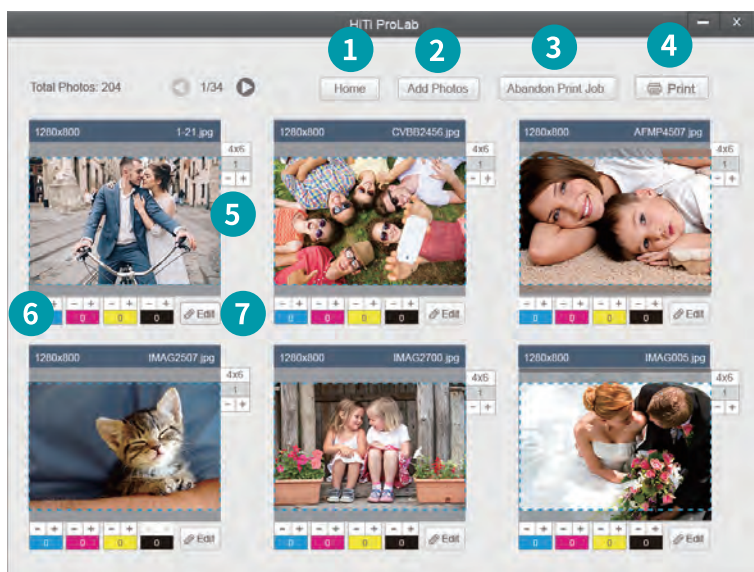 HiTi ProLab
1 2 3 4
Total Photos: 204 1/34 Home Add Photos Abandon Print Job Print
1280x800 1-21.jpg
4x6
1
- +
5
1280x800 CVBB2456.jpg
4x6
1
- +
1280x800 AFMP4507.jpg
4x6
1
- +
6
+ - + - + - +
0 0 0
Edit
7
- + - + - + - +
0 0 0 0
Edit
- + - + - + - +
0 0 0 0
Edit
1280x800 IMAG2507.jpg
4x6
1
- +
1280x800 IMAG2700.jpg
4x6
1
- +
1280x800 IMAG005.jpg
4x6
1
- +
- + - + - + - +
0 0 0 0
Edit
- + - + - + - +
0 0 0 0
Edit
- + - + - + - +
0 0 0 0
Edit